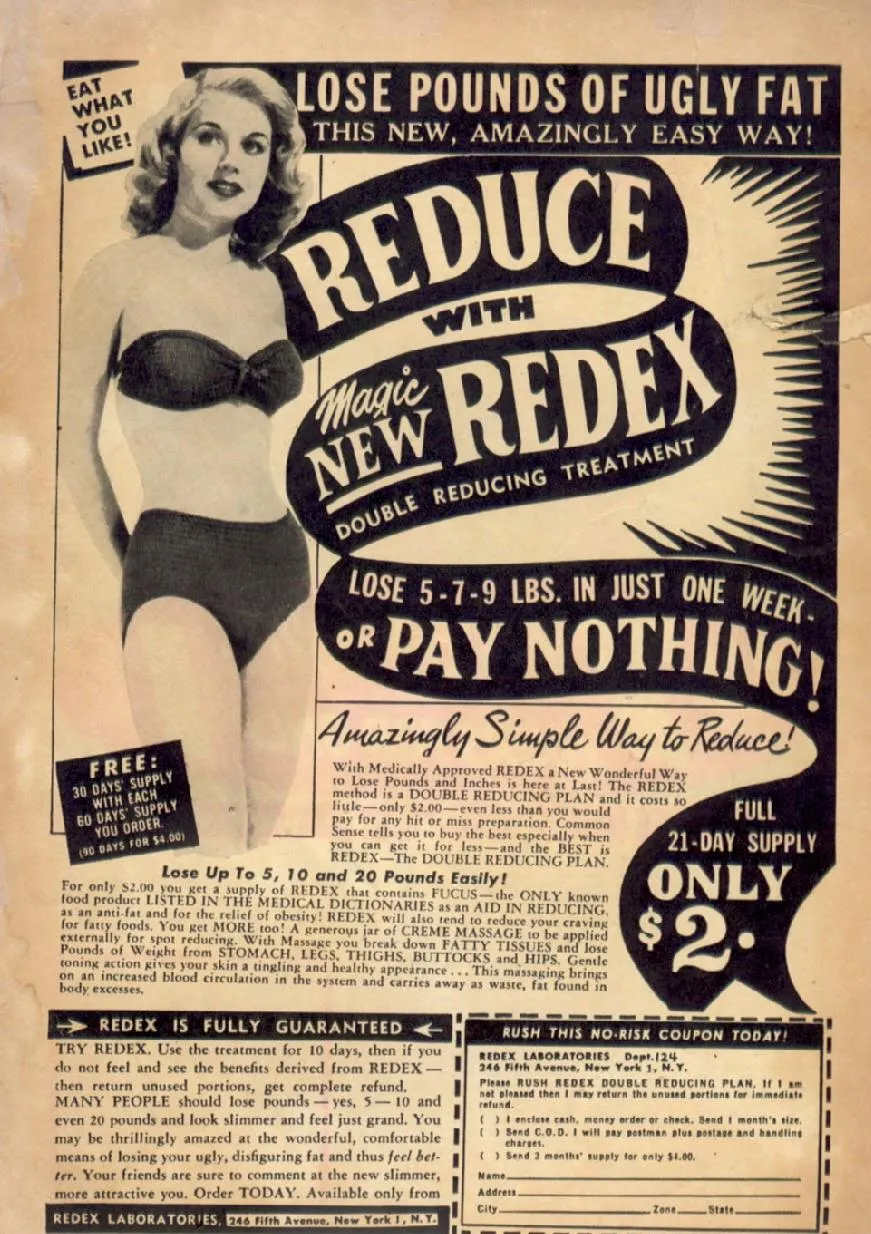 EAT
WHAT
YOU
LIKE!
LOSE POUNDS OF UGLY FAT
THIS NEW, AMAZINGLY EASY WAY!
REDUCE
WITH
Magic
NEW REDEX
DOUBLE REDUCING TREATMENT
LOSE 5-7-9 LBS. IN JUST ONE WEEK-
OR PAY NOTHING!
Amazingly Simple Way to Reduce!
With Medically Approved REDEX a New Wonderful Way
to Lose Pounds and Inches is here at Last! The REDEX
method is a DOUBLE REDUCING PLAN and it costs so
little—only $2.00—even less than you would
pay for any hit or miss preparation. Common
Sense tells you to buy the best especially when
you can get it for less—and the BEST is
REDEX—The DOUBLE REDUCING PLAN.
FREE:
30 DAYS' SUPPLY
WITH EACH
60 DAYS' SUPPLY
YOU ORDER.
(90 DAYS FOR $4.00)
FULL
21-DAY SUPPLY
ONLY
$2.
Lose Up To 5, 10 and 20 Pounds Easily!
For only $2.00 you get a supply of REDEX that contains FUCUS—the ONLY known
food product LISTED IN THE MEDICAL DICTIONARIES as an AID IN REDUCING,
as an anti-fat and for the relief of obesity! REDEX will also tend to reduce your craving
for fatty foods. You get MORE too! A generous jar of CREME MASSAGE to be applied
externally for spot reducing. With Massage you break down FATTY TISSUES and lose
Pounds of Weight from STOMACH, LEGS, THIGHS, BUTTOCKS and HIPS. Gentle
toning action gives your skin a tingling and healthy appearance . . . This massaging brings
on an increased blood circulation in the system and carries away as waste, fat found in
body excesses.
REDEX IS FULLY GUARANTEED
TRY REDEX. Use the treatment for 10 days, then if you
do not feel and see the benefits derived from REDEX—
then return unused portions, get complete refund.
MANY PEOPLE should lose pounds—yes, 5—10 and
even 20 pounds and look slimmer and feel just grand. You
may be thrillingly amazed at the wonderful, comfortable
means of losing your ugly, disfiguring fat and thus feel bet-
ter. Your friends are sure to comment at the new slimmer,
more attractive you. Order TODAY. Available only from
REDEX LABORATORIES, 246 Fifth Avenue, New York 1, N.Y.
RUSH THIS NO-RISK COUPON TODAY!
REDEX LABORATORIES Dept. 124
246 Fifth Avenue, New York 1, N.Y.
Please RUSH REDEX DOUBLE REDUCING PLAN. If I am
not pleased then I may return the unused portions for immediate
refund.
( ) I enclose cash, money order or check. Send 1 month's size.
( ) Send C.O.D. I will pay postman plus postage and handling
charges.
( ) Send 3 months' supply for only $4.00.
Name
Address
City Zone State